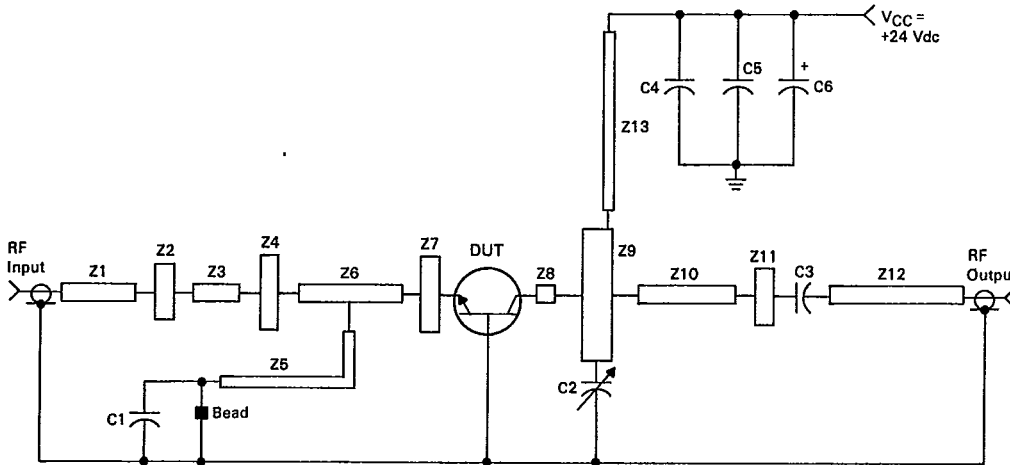 VCC =
+24 Vdc
C4
C5
+
C6
Z13
RF
Input
Z1
Z2
Z3
Z4
Z6
Z7
DUT
Z8
Z9
Z10
Z11
C3
Z12
RF
Output
Z5
C2
C1
Bead